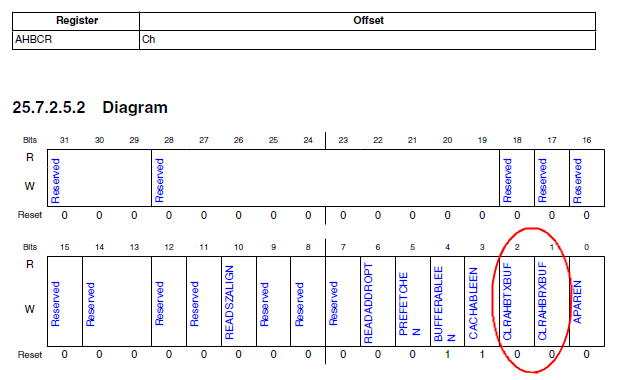 Register Offset
AHBCR Ch
25.7.2.5.2 Diagram
Bits 31 30 29 28 27 26 25 24 23 22 21 20 19 18 17 16
R
W
Reserved Reserved Reserved Reserved Reserved
Reset 0 0 0 0 0 0 0 0 0 0 0 0 0 0 0 0
Bits 15 14 13 12 11 10 9 8 7 6 5 4 3 2 1 0
R
W
Reserved Reserved Reserved Reserved READSZALIGN Reserved Reserved Reserved READADDROPT PREFETCHE
N BUFFERABLEE
N CACHABLEEN CLRAHBTXBUF CLRAHBRXBUF APAREN
Reset 0 0 0 0 0 0 0 0 0 0 0 1 1 0 0 0